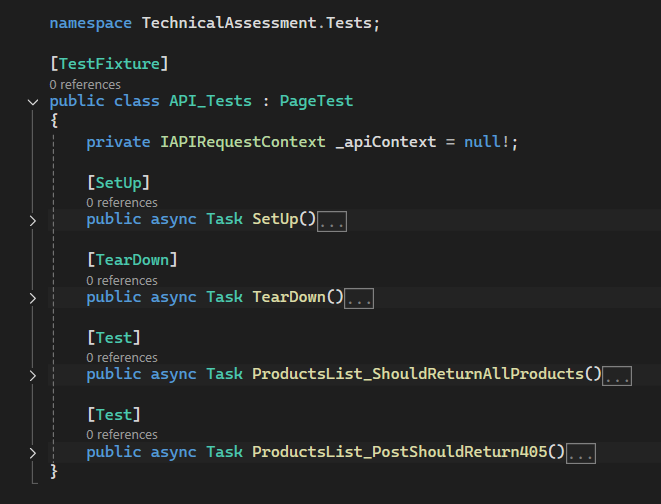 namespace TechnicalAssessment.Tests;
[TestFixture]
0 references
public class API_Tests : PageTest
{
private IAPIRequestContext _apiContext = null!;
[SetUp]
0 references
public async Task SetUp()...
[TearDown]
0 references
public async Task TearDown()...
[Test]
0 references
public async Task ProductsList_ShouldReturnAllProducts()...
[Test]
0 references
public async Task ProductsList_PostShouldReturn405()...
}